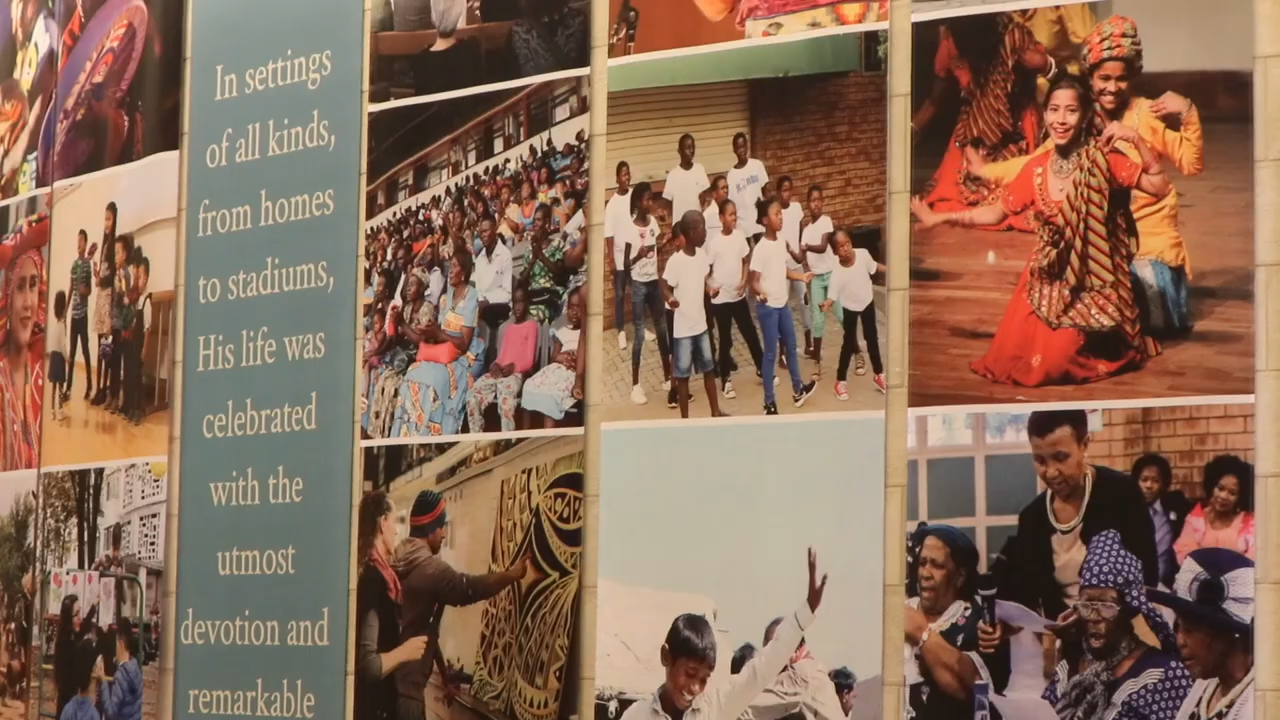 In settings
of all kinds,
from homes
to stadiums,
His life was
celebrated
with the
utmost
devotion and
remarkable